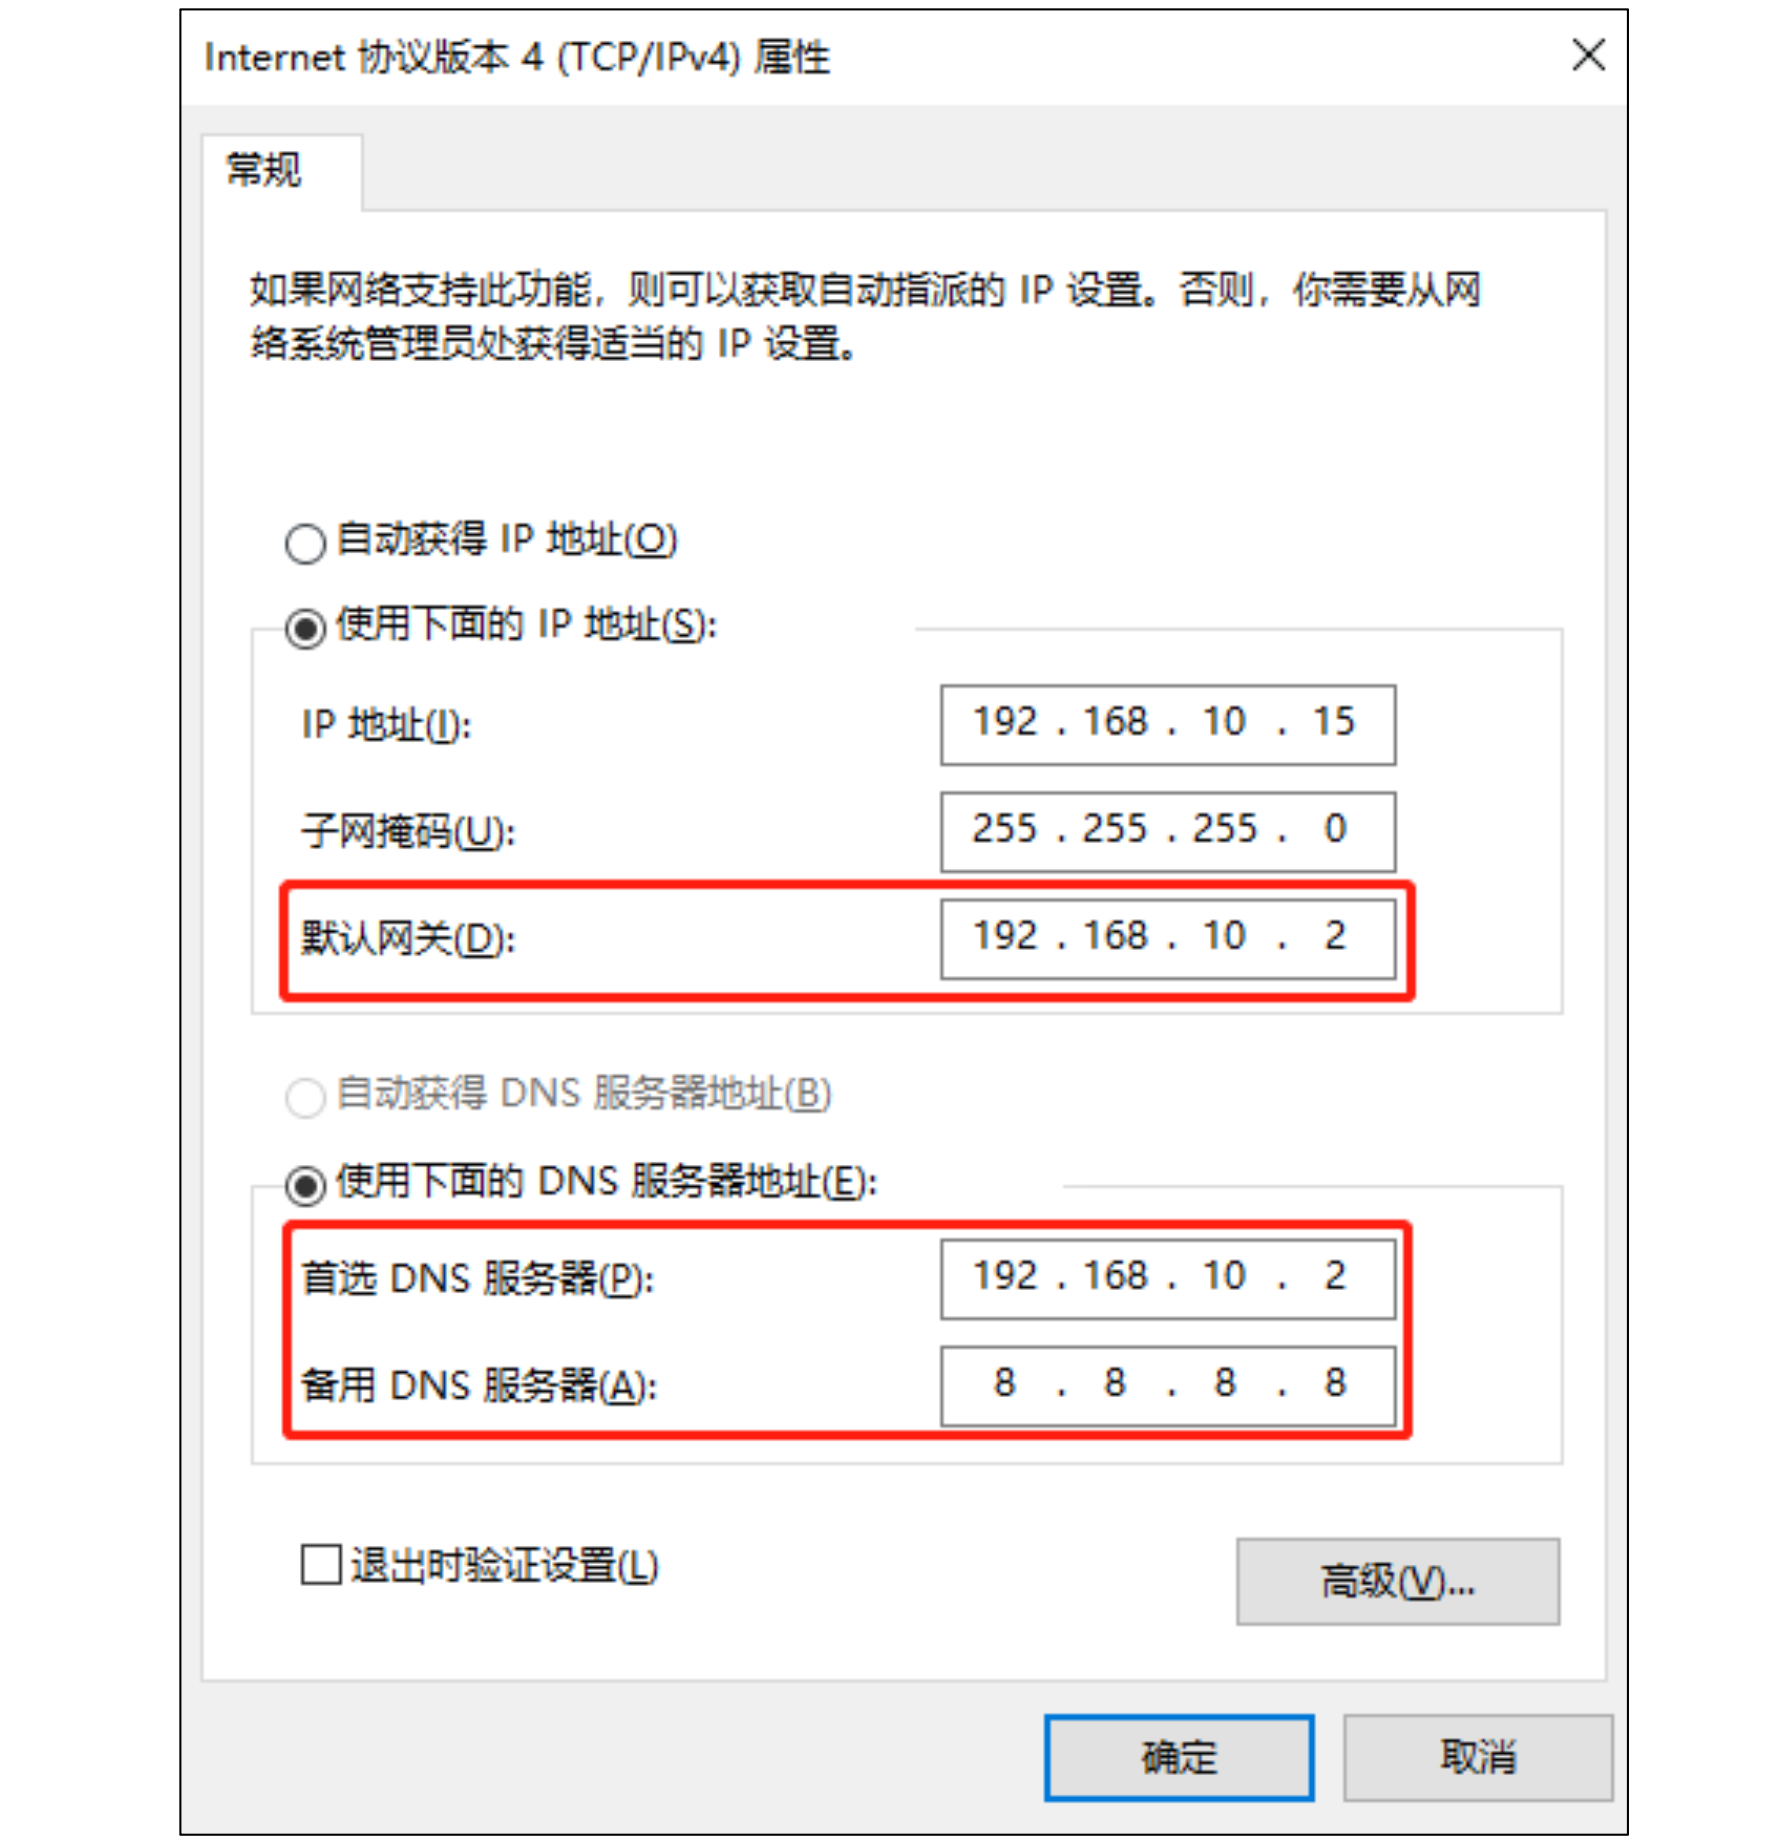 Internet 协议版本 4 (TCP/IPv4) 属性
常规
如果网络支持此功能，则可以获取自动指派的 IP 设置。否则，你需要从网
络系统管理员处获得适当的 IP 设置。
自动获得 IP 地址(O)
使用下面的 IP 地址(S):
IP 地址(I): 192 . 168 . 10 . 15
子网掩码(U): 255 . 255 . 255 . 0
默认网关(D): 192 . 168 . 10 . 2
自动获得 DNS 服务器地址(B)
使用下面的 DNS 服务器地址(E):
首选 DNS 服务器(P): 192 . 168 . 10 . 2
备用 DNS 服务器(A): 8 . 8 . 8 . 8
退出时验证设置(L)
高级(V)...
确定 取消